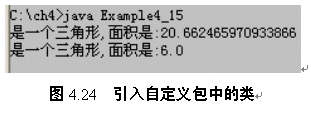 C:\ch4>java Example4_15
是一个三角形,面积是:20.662465970933866
是一个三角形,面积是:6.0
图 4.24 引入自定义包中的类